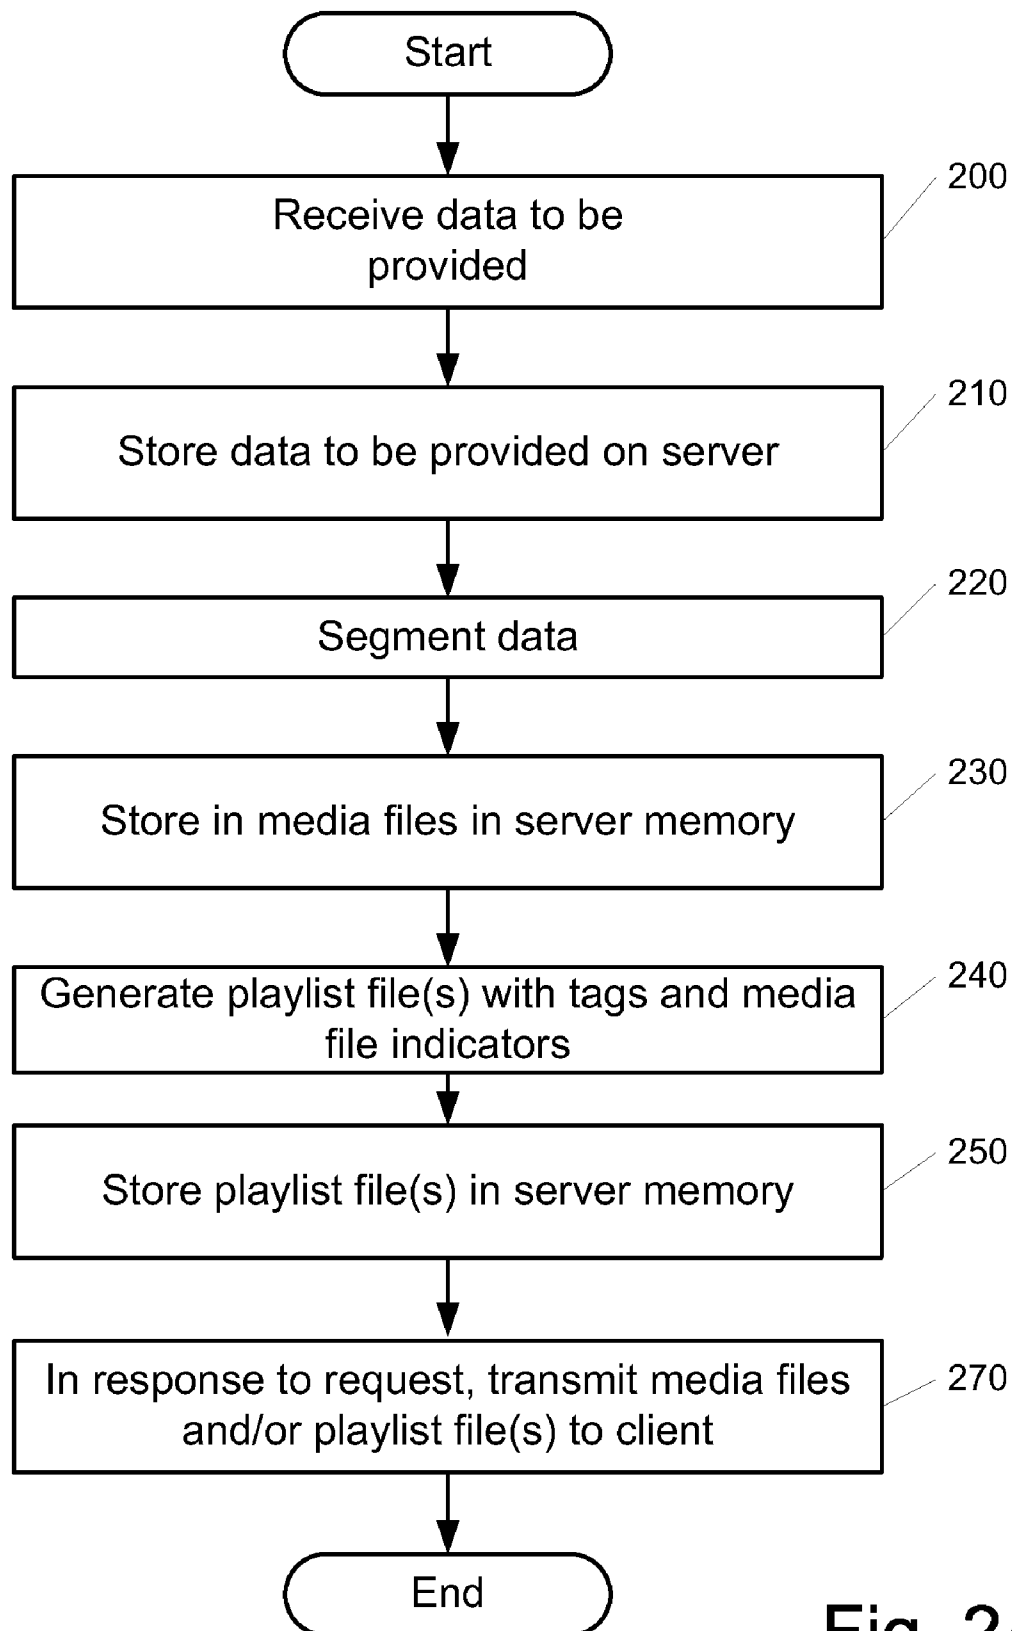 Start
200
Receive data to be
provided
210
Store data to be provided on server
220
Segment data
230
Store in media files in server memory
240
Generate playlist file(s) with tags and media
file indicators
250
Store playlist file(s) in server memory
270
In response to request, transmit media files
and/or playlist file(s) to client
End
Fig. 2